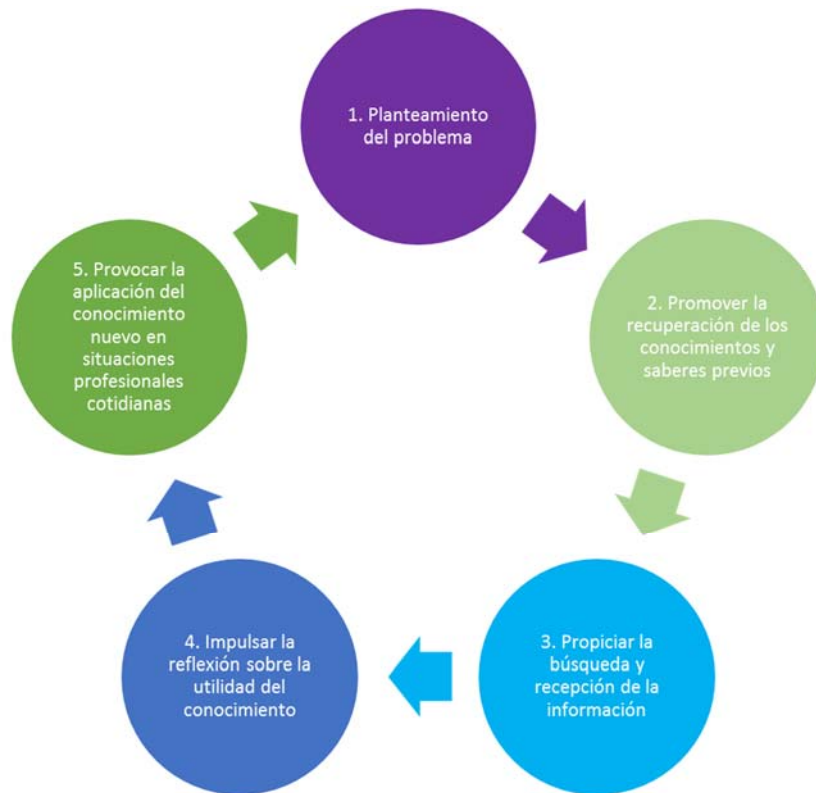 1. Planteamiento
del problema
2. Promover la
recuperación de los
conocimientos y
saberes previos
3. Propiciar la
búsqueda y
recepción de la
información
4. Impulsar la
reflexión sobre la
utilidad del
conocimiento
5. Provocar la
aplicación del
conocimiento
nuevo en
situaciones
profesionales
cotidianas